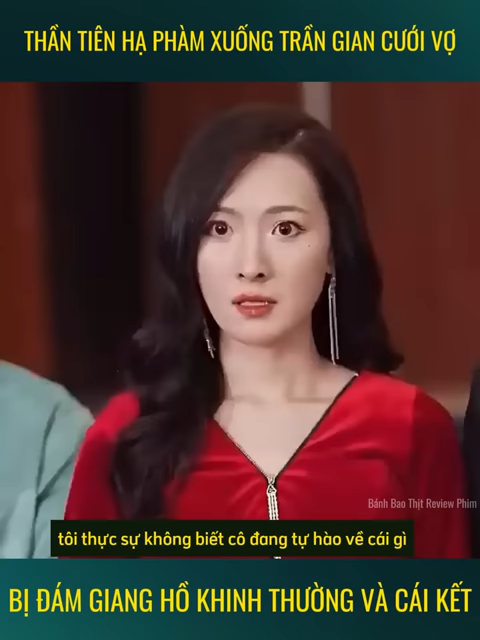 THẦN TIÊN HẠ PHÀM XUỐNG TRẦN GIAN CƯỚI VỢ
Bánh Bao Thịt Review Phim
tôi thực sự không biết cô đang tự hào về cái gì
BỊ ĐÁM GIANG HỒ KHINH THƯỜNG VÀ CÁI KẾT